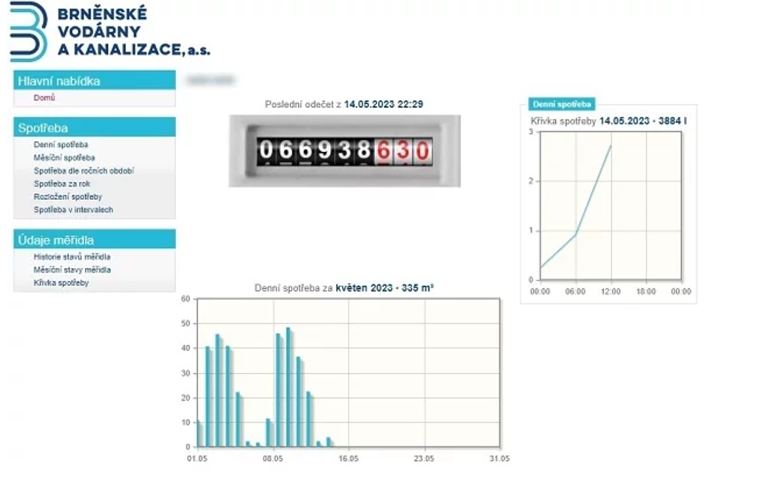 BRNĚNSKÉ
VODÁRNY
A KANALIZACE, a.s.
Hlavní nabídka
Domů
Spotřeba
Denní spotřeba
Měsíční spotřeba
Spotřeba dle ročních období
Spotřeba za rok
Rozložení spotřeby
Spotřeba v intervalech
Údaje měřidla
Historie stavů měřidla
Měsíční stavy měřidla
Křivka spotřeby
Poslední odečet z 14.05.2023 22:29
066938630
Denní spotřeba
Křivka spotřeby 14.05.2023 - 3884 l
3
2
1
0
00:00 06:00 12:00 18:00 00:00
Denní spotřeba za květen 2023 - 335 m³
60
50
40
30
20
10
0
01.05 08.05 16.05 23.05 31.05